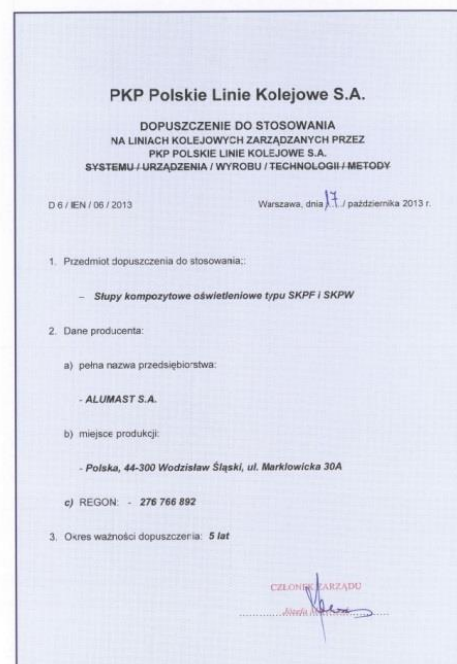 PKP Polskie Linie Kolejowe S.A.
DOPUSZCZENIE DO STOSOWANIA
NA LINIACH KOLEJOWYCH ZARZĄDZANYCH PRZEZ
PKP POLSKIE LINIE KOLEJOWE S.A.
SYSTEMU / URZĄDZENIA / WYROBU / TECHNOLOGII / METODY
D 6 / IEN / 06 / 2013 Warszawa, dnia 17 / października 2013 r.
1. Przedmiot dopuszczenia do stosowania;:
– Słupy kompozytowe oświetleniowe typu SKPF i SKPW
2. Dane producenta:
a) pełna nazwa przedsiębiorstwa:
- ALUMAST S.A.
b) miejsce produkcji:
- Polska, 44-300 Wodzisław Śląski, ul. Marklowicka 30A
c) REGON: - 276 766 892
3. Okres ważności dopuszczenia: 5 lat
CZŁONEK ZARZĄDU